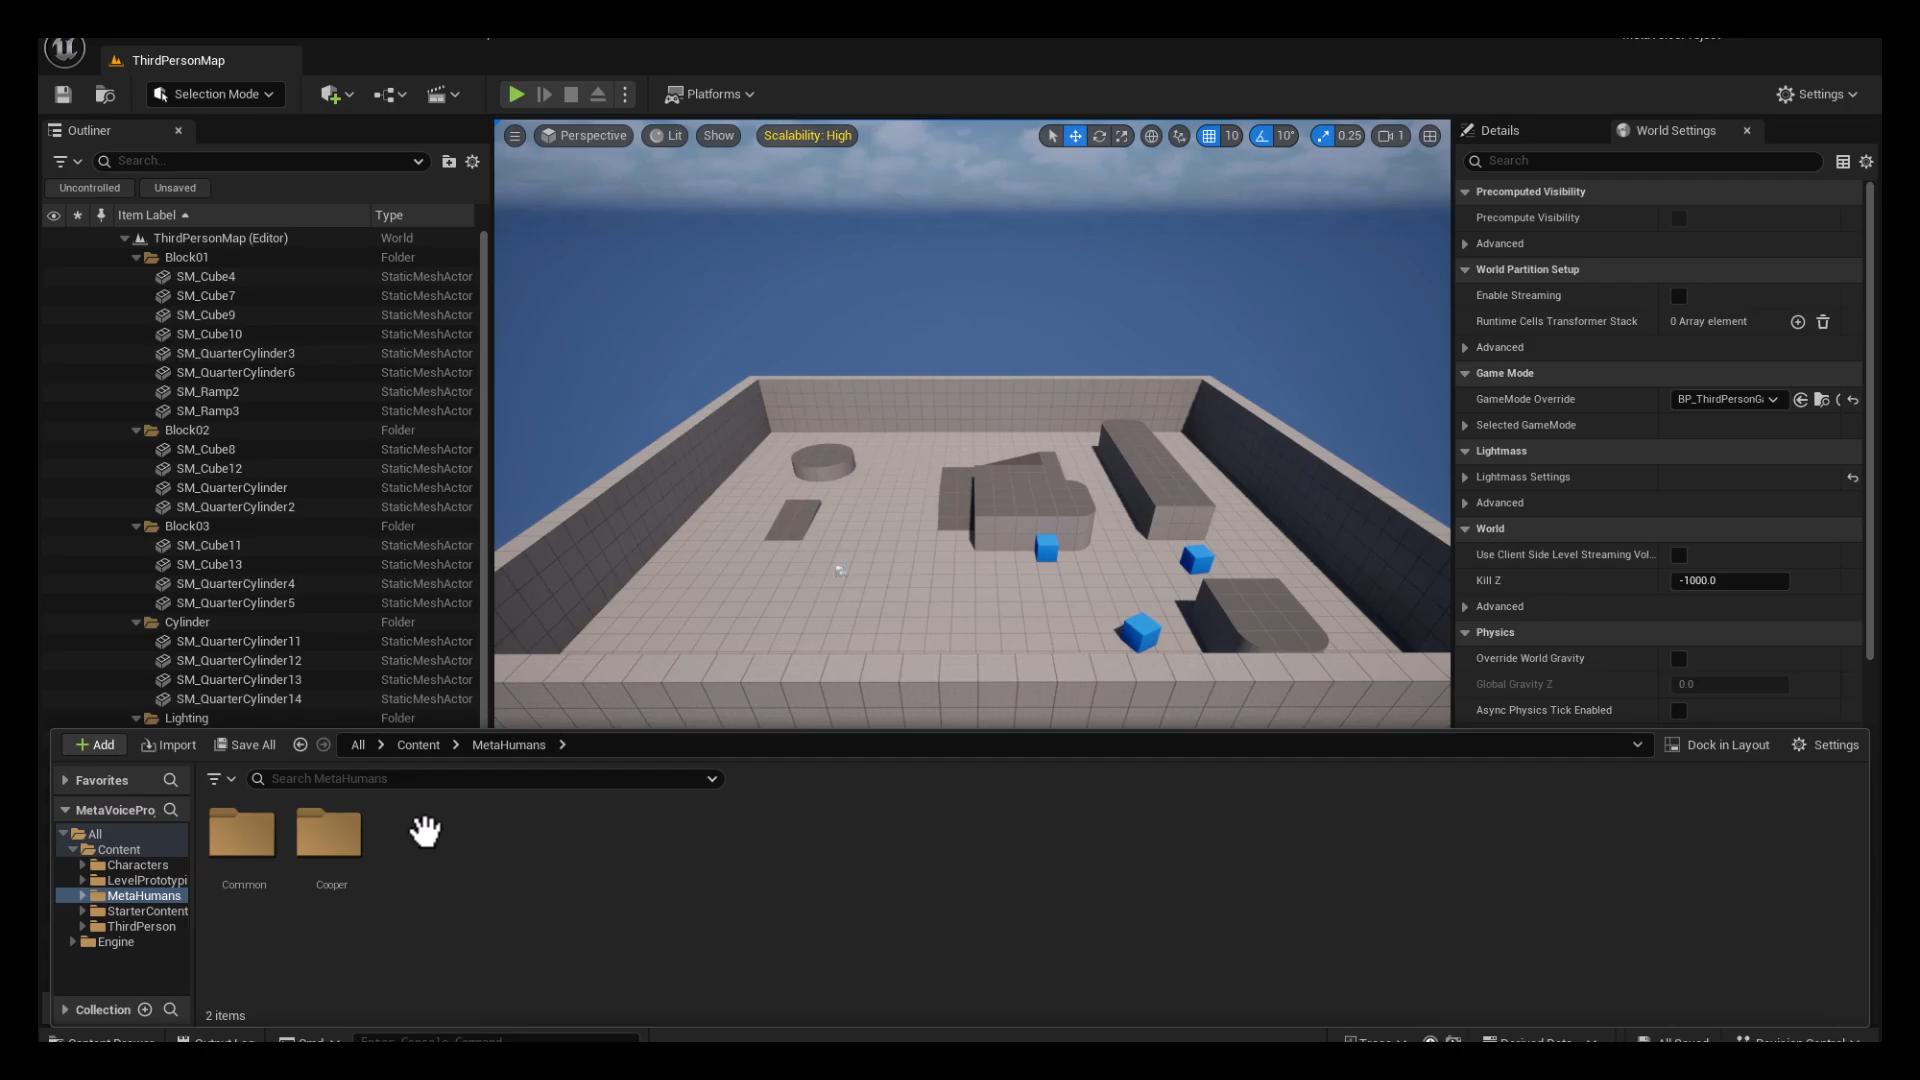 ThirdPersonMap
Selection Mode
Platforms
Settings
Outliner
Search...
Uncontrolled
Unsaved
Item Label
Type
ThirdPersonMap (Editor) World
Block01 Folder
SM_Cube4 StaticMeshActor
SM_Cube7 StaticMeshActor
SM_Cube9 StaticMeshActor
SM_Cube10 StaticMeshActor
SM_QuarterCylinder3 StaticMeshActor
SM_QuarterCylinder6 StaticMeshActor
SM_Ramp2 StaticMeshActor
SM_Ramp3 StaticMeshActor
Block02 Folder
SM_Cube8 StaticMeshActor
SM_Cube12 StaticMeshActor
SM_QuarterCylinder StaticMeshActor
SM_QuarterCylinder2 StaticMeshActor
Block03 Folder
SM_Cube11 StaticMeshActor
SM_Cube13 StaticMeshActor
SM_QuarterCylinder4 StaticMeshActor
SM_QuarterCylinder5 StaticMeshActor
Cylinder Folder
SM_QuarterCylinder11 StaticMeshActor
SM_QuarterCylinder12 StaticMeshActor
SM_QuarterCylinder13 StaticMeshActor
SM_QuarterCylinder14 StaticMeshActor
Lighting Folder
Perspective
Lit
Show
Scalability: High
10
10°
0.25
1
Details
World Settings
Search
Precomputed Visibility
Precompute Visibility
Advanced
World Partition Setup
Enable Streaming
Runtime Cells Transformer Stack 0 Array element
Advanced
Game Mode
GameMode Override BP_ThirdPersonG
Selected GameMode
Lightmass
Lightmass Settings
Advanced
World
Use Client Side Level Streaming Vol...
Kill Z -1000.0
Advanced
Physics
Override World Gravity
Global Gravity Z 0.0
Async Physics Tick Enabled
Add
Import
Save All
All
Content
MetaHumans
Dock in Layout
Settings
Favorites
MetaVoicePro
All
Content
Characters
LevelPrototypi
MetaHumans
StarterContent
ThirdPerson
Engine
Collection
Search MetaHumans
Common
Cooper
2 items